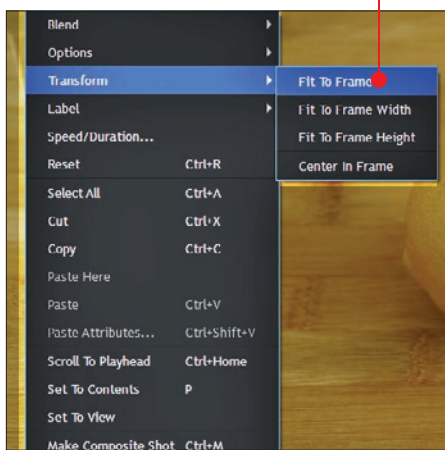 Blend
Options
Transform
Fit To Frame
Label
Fit To Frame Width
Speed/Duration...
Fit To Frame Height
Reset Ctrl+R
Center In Frame
Select All Ctrl+A
Cut Ctrl+X
Copy Ctrl+C
Paste Here
Paste Ctrl+V
Paste Attributes... Ctrl+Shift+V
Scroll To Playhead Ctrl+Home
Set To Contents P
Set To View
Make Composite Shot Ctrl+M